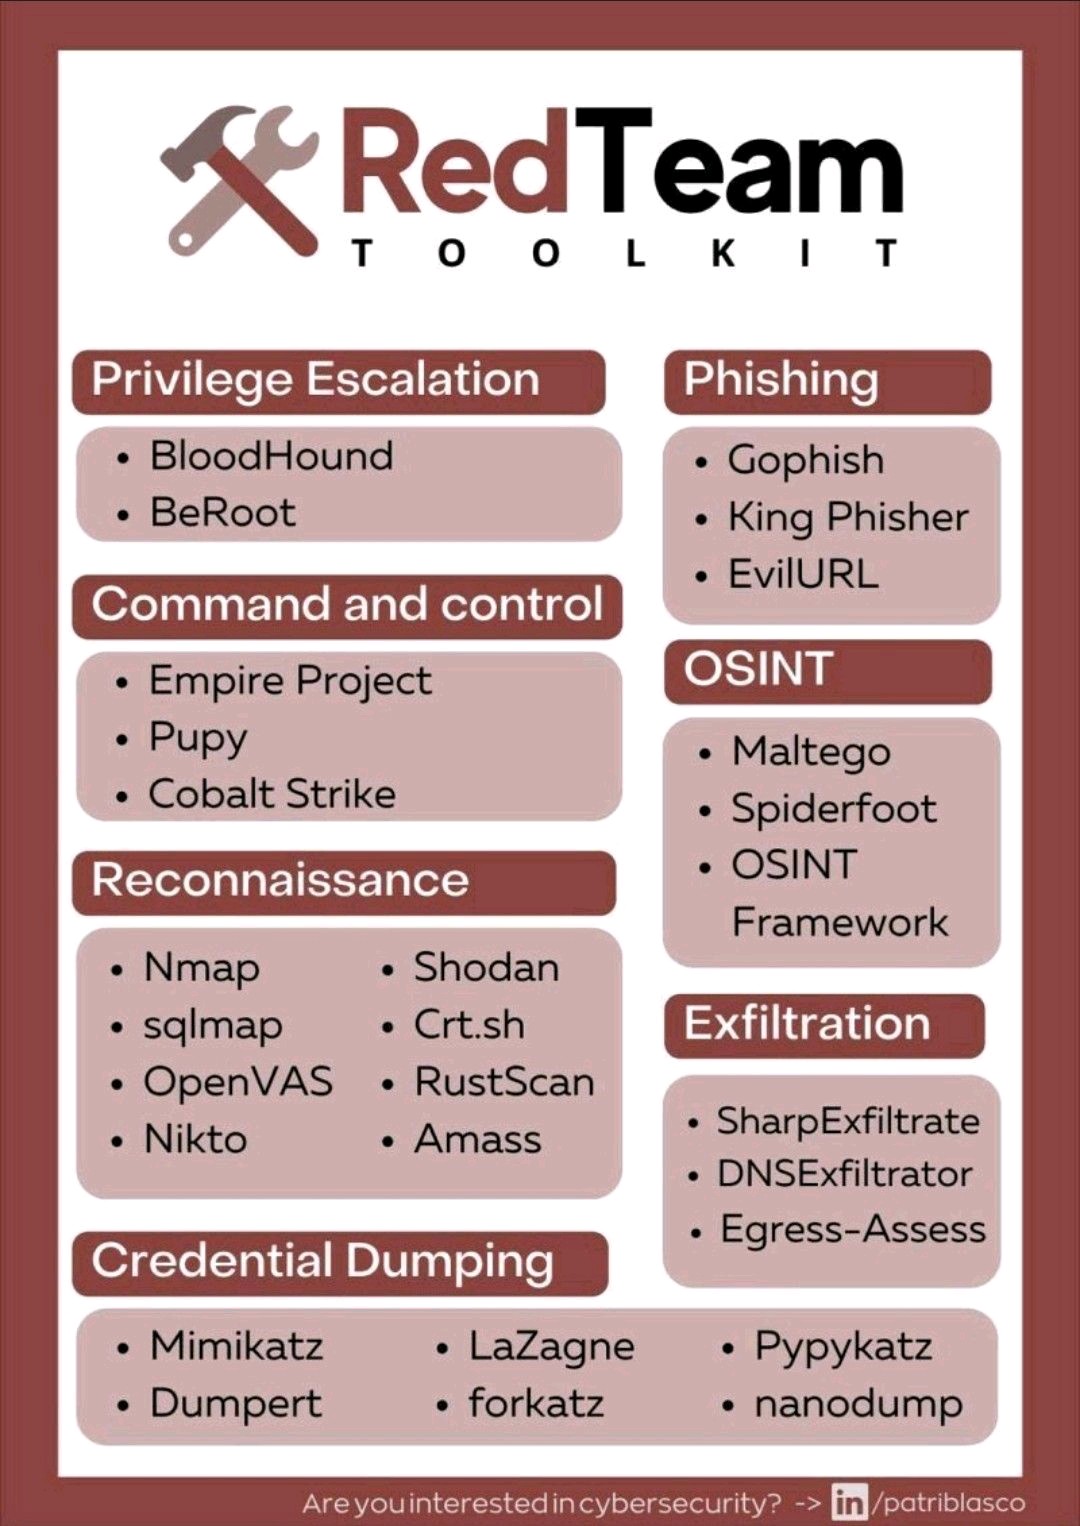 RedTeam
TOOLKIT
Privilege Escalation
• BloodHound
• BeRoot
Command and control
• Empire Project
• Pupy
• Cobalt Strike
Reconnaissance
• Nmap
• sqlmap
• OpenVAS
• Nikto
• Shodan
• Crt.sh
• RustScan
• Amass
Phishing
• Gophish
• King Phisher
• EvilURL
OSINT
• Maltego
• Spiderfoot
• OSINT
Framework
Exfiltration
• SharpExfiltrate
• DNSExfiltrator
• Egress-Assess
Credential Dumping
• Mimikatz
• Dumpert
• LaZagne
• forkatz
• Pypykatz
• nanodump
Are you interested in cybersecurity? -> in/patriblasco